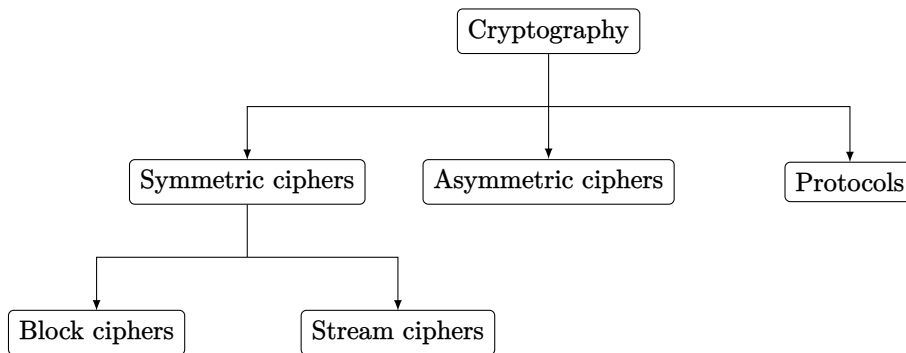 Cryptography
Symmetric ciphers
Asymmetric ciphers
Protocols
Block ciphers
Stream ciphers